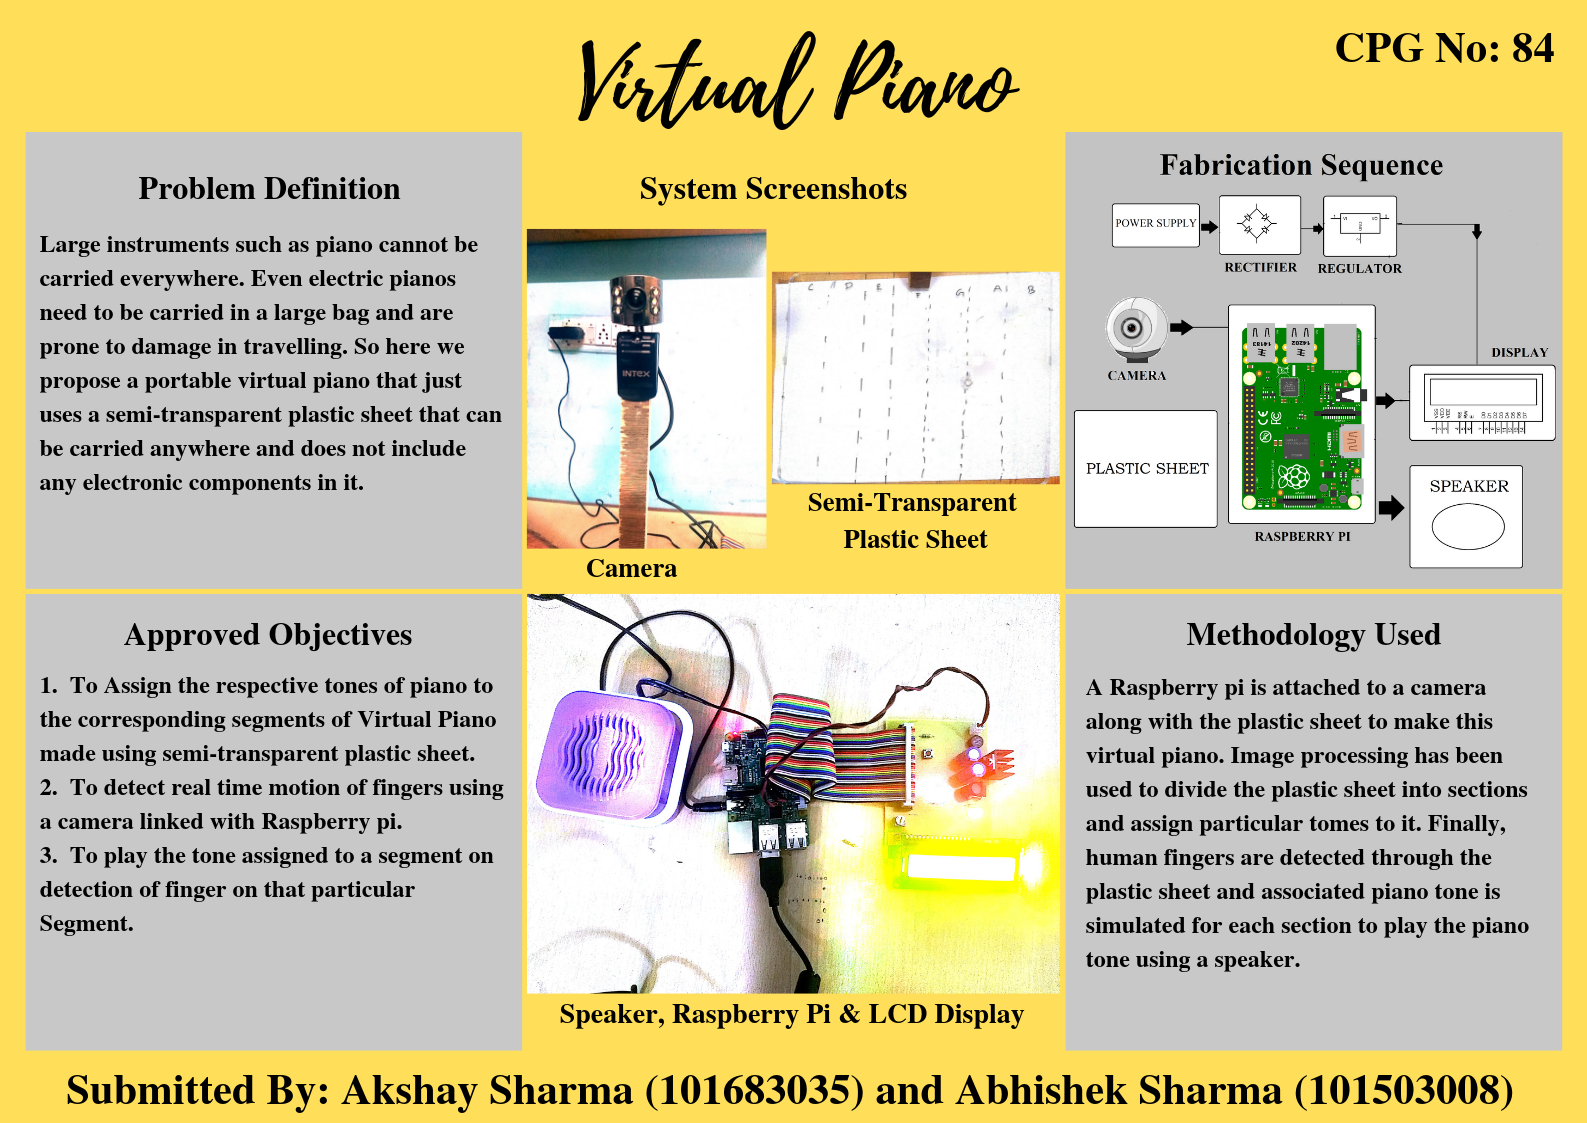 Virtual Piano
CPG No: 84
Problem Definition
Large instruments such as piano cannot be
carried everywhere. Even electric pianos
need to be carried in a large bag and are
prone to damage in travelling. So here we
propose a portable virtual piano that just
uses a semi-transparent plastic sheet that can
be carried anywhere and does not include
any electronic components in it.
System Screenshots
INTEX
Camera
C D E F G A B
Semi-Transparent
Plastic Sheet
Fabrication Sequence
POWER SUPPLY
RECTIFIER
REGULATOR
CAMERA
DISPLAY
PLASTIC SHEET
SPEAKER
RASPBERRY PI
Approved Objectives
1. To Assign the respective tones of piano to
the corresponding segments of Virtual Piano
made using semi-transparent plastic sheet.
2. To detect real time motion of fingers using
a camera linked with Raspberry pi.
3. To play the tone assigned to a segment on
detection of finger on that particular
Segment.
Speaker, Raspberry Pi & LCD Display
Methodology Used
A Raspberry pi is attached to a camera
along with the plastic sheet to make this
virtual piano. Image processing has been
used to divide the plastic sheet into sections
and assign particular tomes to it. Finally,
human fingers are detected through the
plastic sheet and associated piano tone is
simulated for each section to play the piano
tone using a speaker.
Submitted By: Akshay Sharma (101683035) and Abhishek Sharma (101503008)